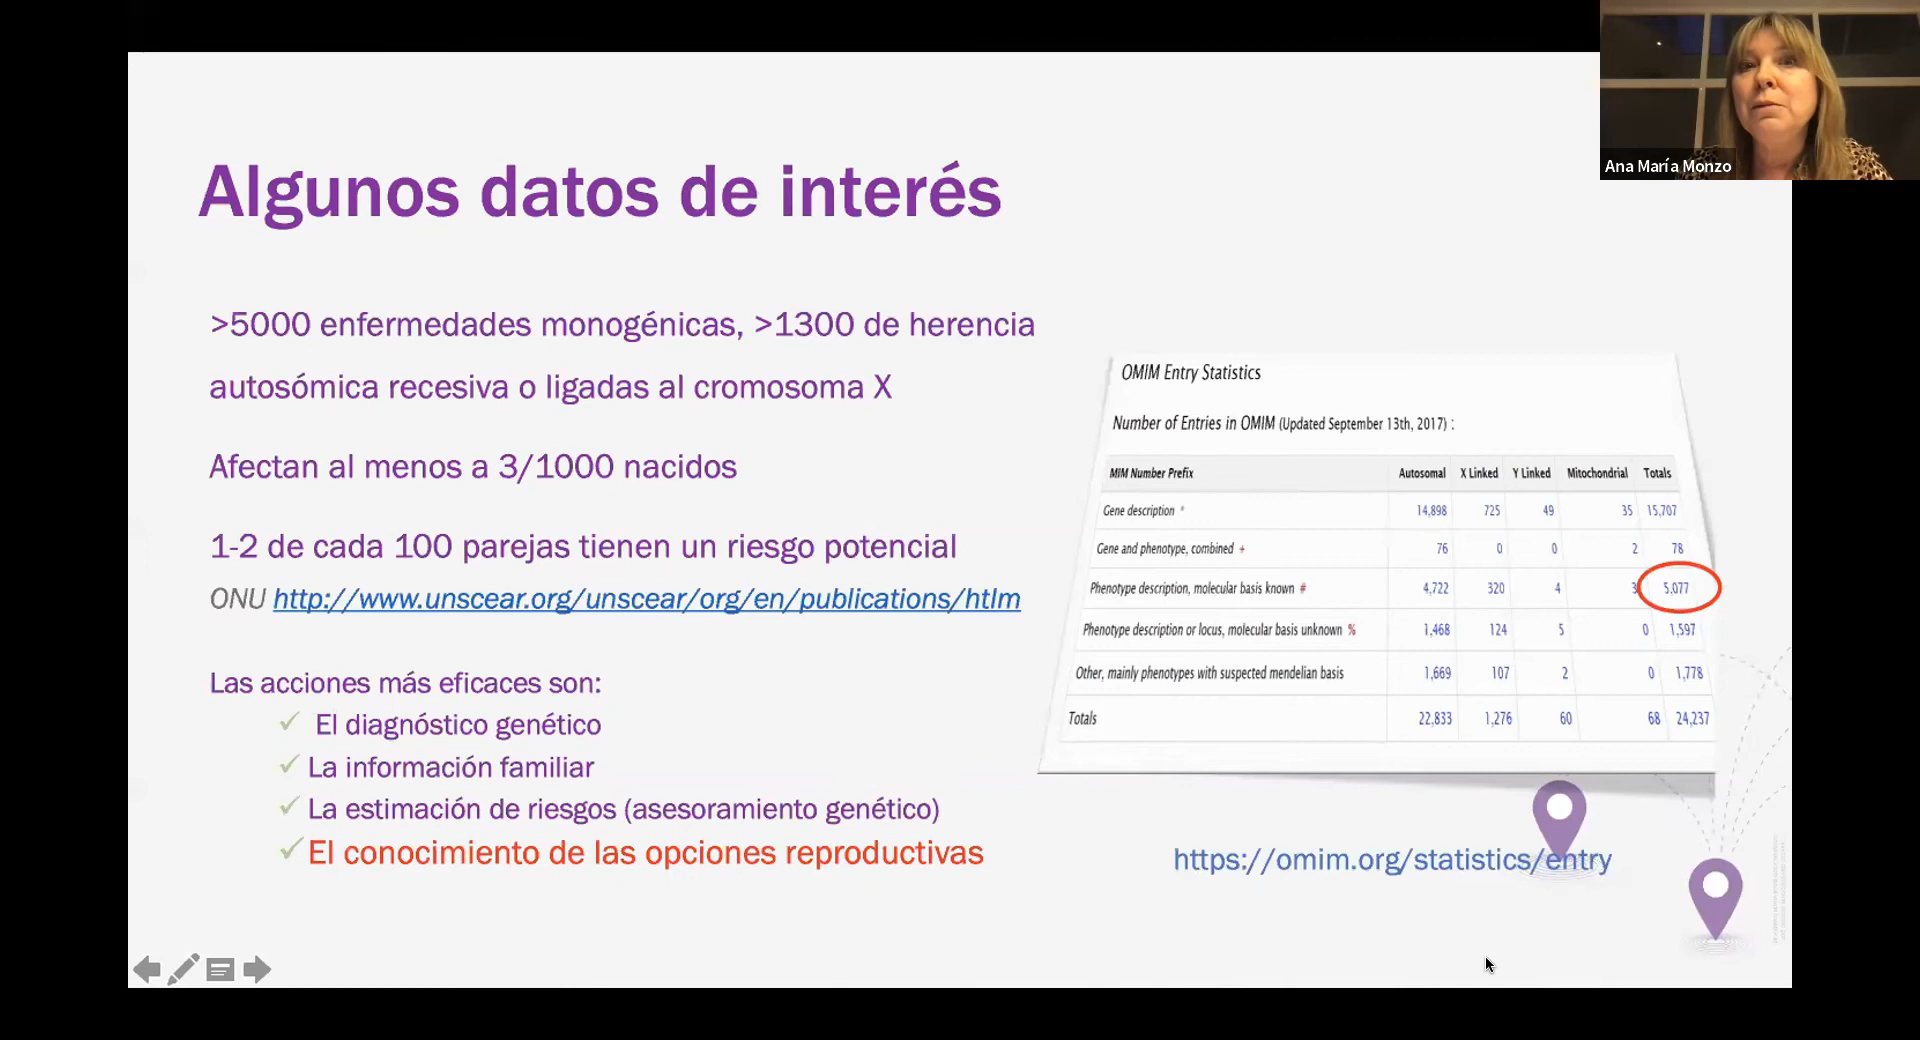 Ana María Monzo
Algunos datos de interés
>5000 enfermedades monogénicas, >1300 de herencia
autosómica recesiva o ligadas al cromosoma X
Afectan al menos a 3/1000 nacidos
1-2 de cada 100 parejas tienen un riesgo potencial
ONU http://www.unscear.org/unscear/org/en/publications/htlm
Las acciones más eficaces son:
✓ El diagnóstico genético
✓ La información familiar
✓ La estimación de riesgos (asesoramiento genético)
✓ El conocimiento de las opciones reproductivas
OMIM Entry Statistics
Number of Entries in OMIM (Updated September 13th, 2017) :
MIM Number Prefix Autosomal X Linked Y Linked Mitochondrial Totals
Gene description * 14,898 725 49 35 15,707
Gene and phenotype, combined + 76 0 0 2 78
Phenotype description, molecular basis known # 4,722 320 4 5,077
Phenotype description or locus, molecular basis unknown % 1,468 124 5 0 1,597
Other, mainly phenotypes with suspected mendelian basis 1,669 107 2 0 1,778
Totals 22,833 1,276 60 68 24,237
https://omim.org/statistics/entry